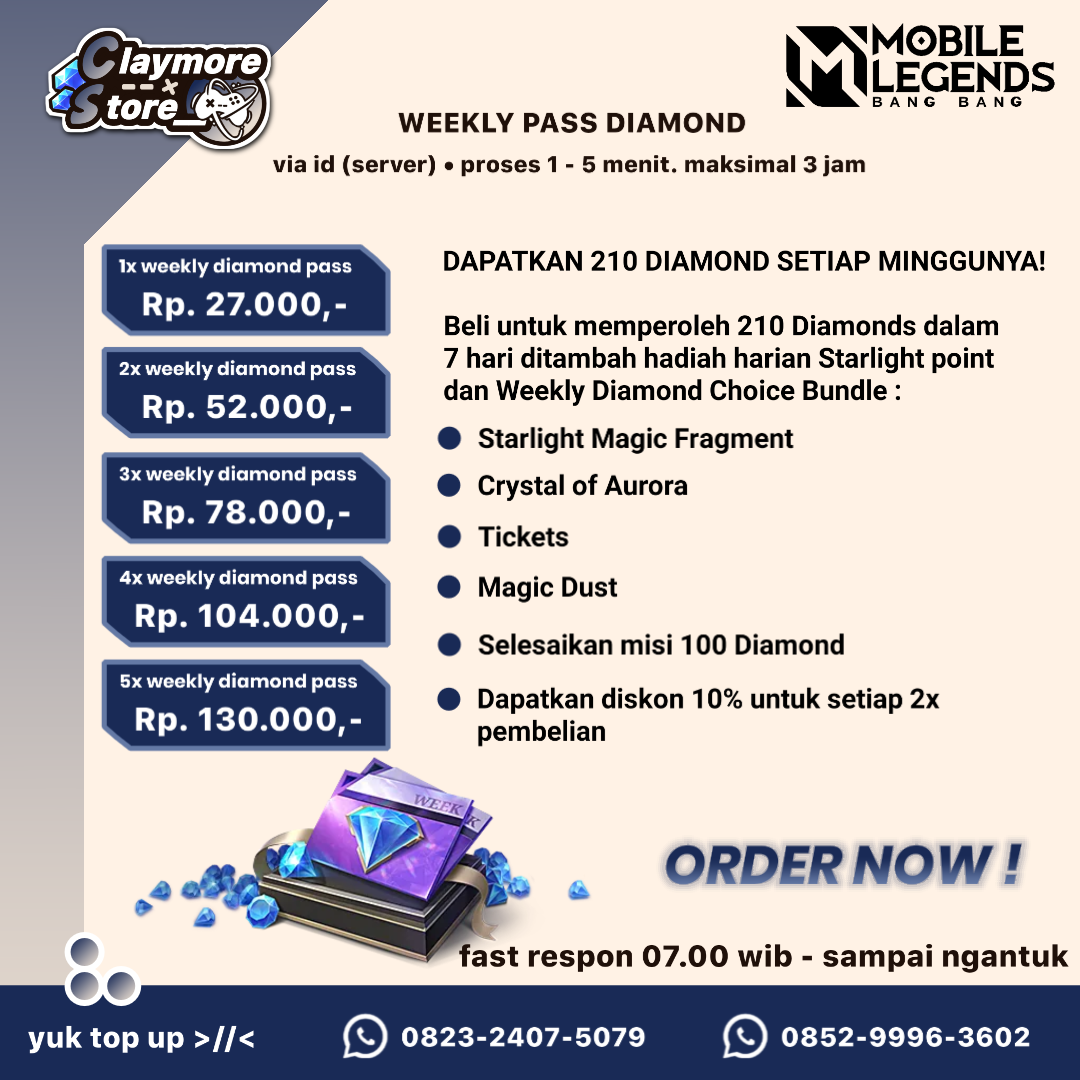 Claymore
Store_
MOBILE
LEGENDS
BANG BANG
WEEKLY PASS DIAMOND
via id (server) • proses 1 - 5 menit. maksimal 3 jam
1x weekly diamond pass
Rp. 27.000,-
2x weekly diamond pass
Rp. 52.000,-
3x weekly diamond pass
Rp. 78.000,-
4x weekly diamond pass
Rp. 104.000,-
5x weekly diamond pass
Rp. 130.000,-
DAPATKAN 210 DIAMOND SETIAP MINGGUNYA!
Beli untuk memperoleh 210 Diamonds dalam
7 hari ditambah hadiah harian Starlight point
dan Weekly Diamond Choice Bundle :
Starlight Magic Fragment
Crystal of Aurora
Tickets
Magic Dust
Selesaikan misi 100 Diamond
Dapatkan diskon 10% untuk setiap 2x
pembelian
WEEK
K
ORDER NOW !
fast respon 07.00 wib - sampai ngantuk
yuk top up >//<
0823-2407-5079
0852-9996-3602